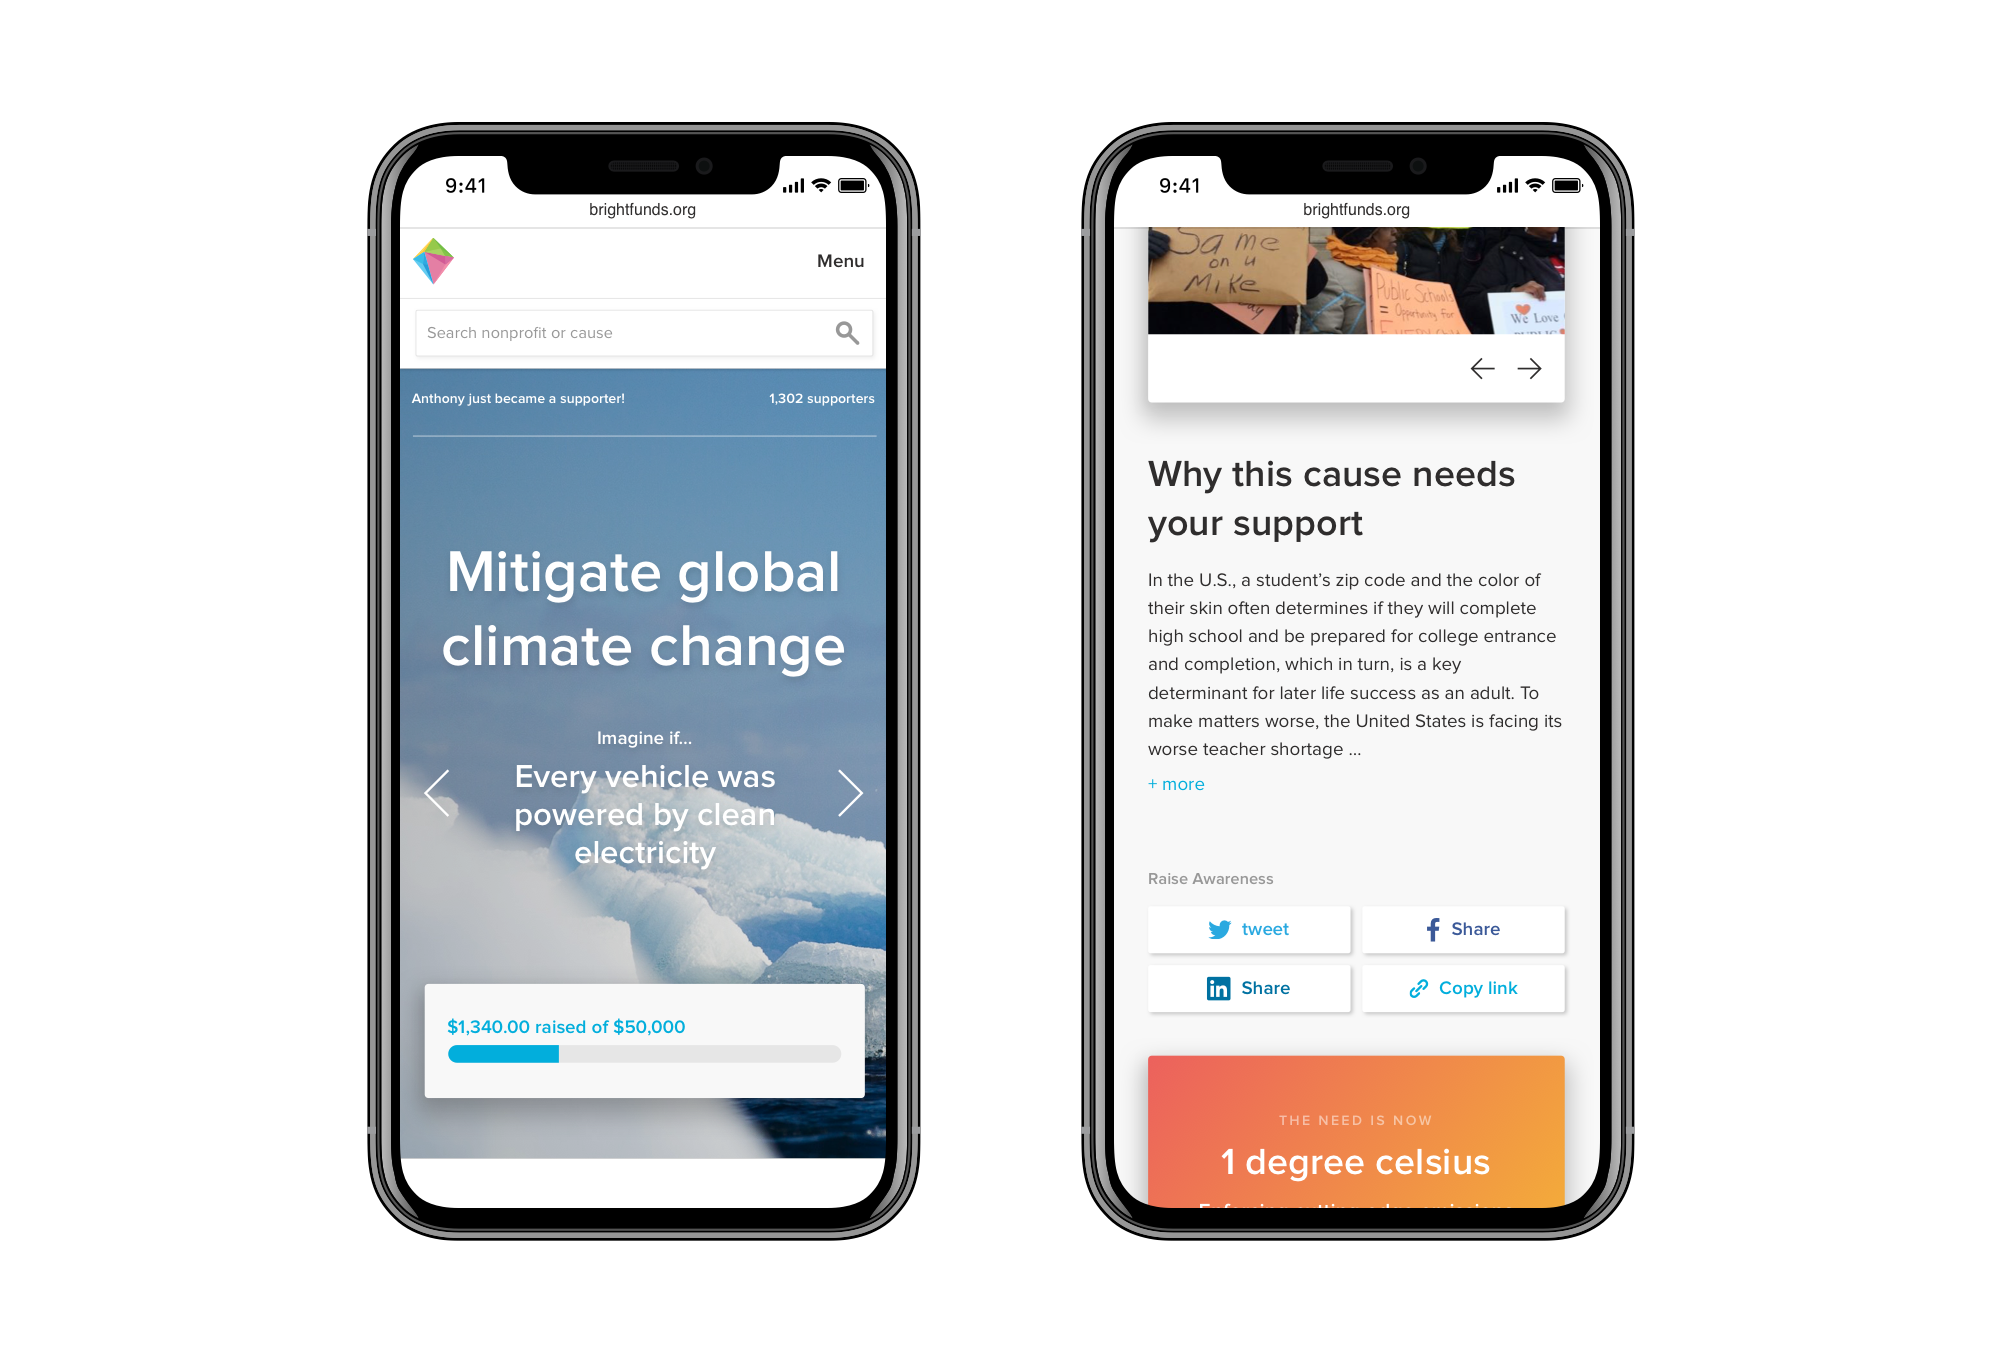 9:41
brightfunds.org
Menu
Search nonprofit or cause
Anthony just became a supporter!
1,302 supporters
Mitigate global
climate change
Imagine if...
Every vehicle was
powered by clean
electricity
$1,340.00 raised of $50,000
9:41
brightfunds.org
Same
on u
Mike
Public Schools
= Opportunity For
We Love
Why this cause needs
your support
In the U.S., a student’s zip code and the color of
their skin often determines if they will complete
high school and be prepared for college entrance
and completion, which in turn, is a key
determinant for later life success as an adult. To
make matters worse, the United States is facing its
worse teacher shortage ...
+ more
Raise Awareness
tweet
Share
Share
Copy link
THE NEED IS NOW
1 degree celsius